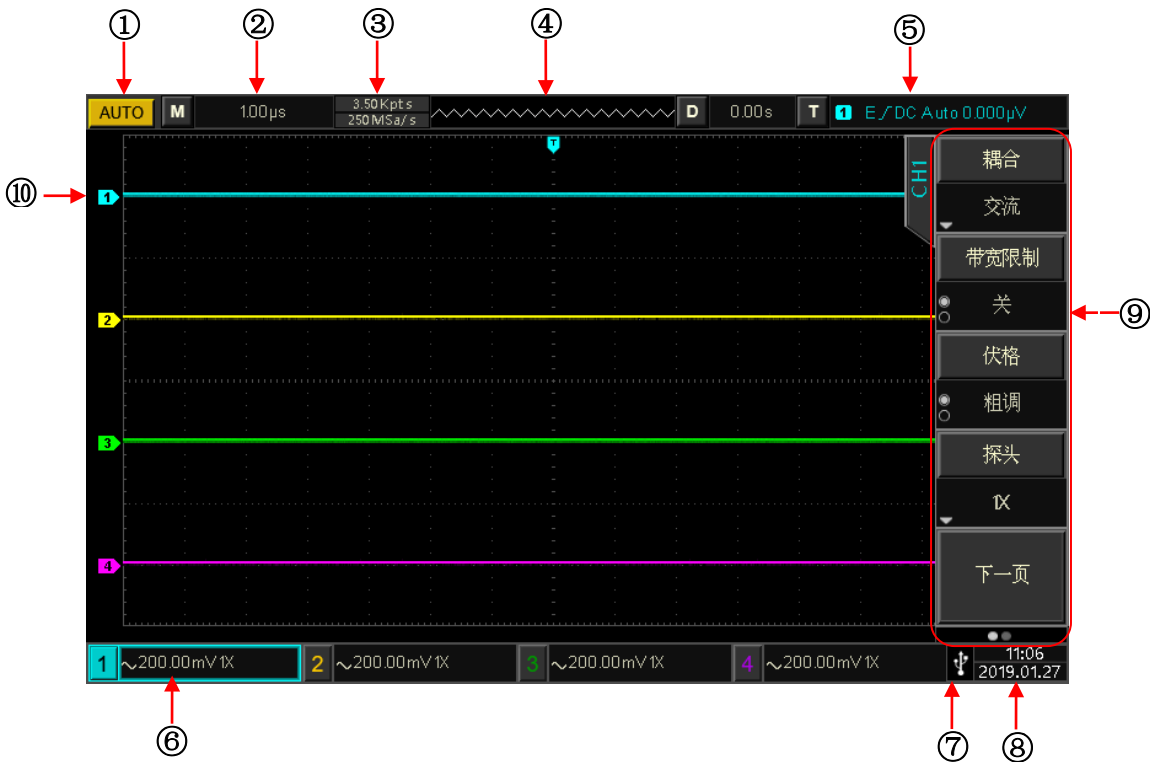 ① ② ③ ④ ⑤
AUTO M 1.00μs 3.50Kpts D 0.00s T 1 E DC Auto 0.000μV
250MSa/s
T
CH1
耦合
⑩ 1
交流
带宽限制
关
⑨
2
伏格
粗调
3
探头
1X
4
下一页
1 200.00mV 1X 2 200.00mV 1X 3 200.00mV 1X 4 200.00mV 1X 11:06
2019.01.27
⑥ ⑦ ⑧